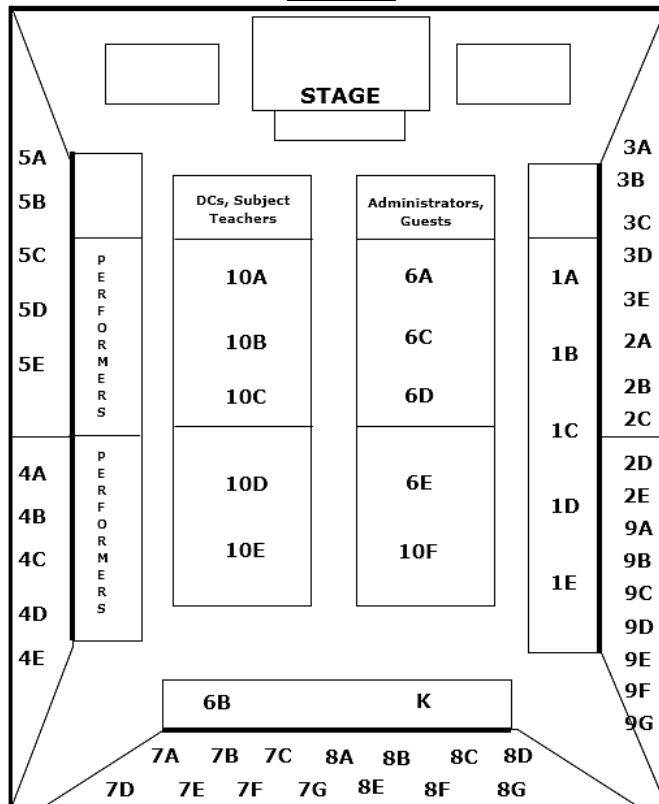 STAGE
5A
5B
5C
5D
5E
4A
4B
4C
4D
4E
PERFORMERS
PERFORMERS
DCs, Subject
Teachers
10A
10B
10C
10D
10E
Administrators,
Guests
6A
6C
6D
6E
10F
1A
1B
1C
1D
1E
3A
3B
3C
3D
3E
2A
2B
2C
2D
2E
9A
9B
9C
9D
9E
9F
9G
6B K
7A 7B 7C 8A 8B 8C 8D
7D 7E 7F 7G 8E 8F 8G